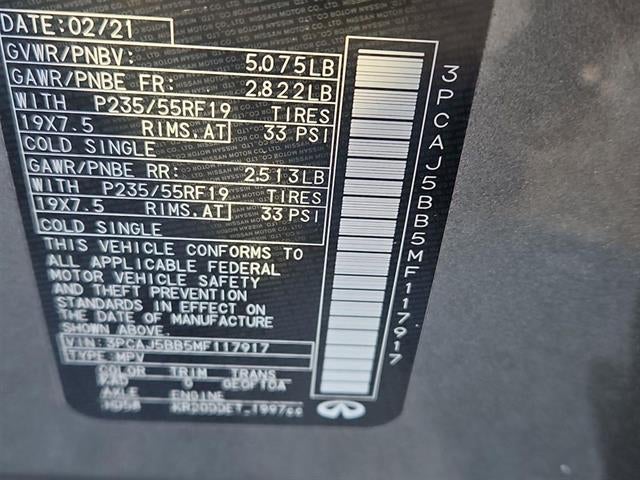 DATE: 02/21
GVWR/PNBV: 5.075LB
GAWR/PNBE FR: 2.822LB
WITH P235/55RF19 TIRES
19X7.5 RIMS.AT 33 PSI
COLD SINGLE
GAWR/PNBE RR: 2.513LB
WITH P235/55RF19 TIRES
19X7.5 RIMS.AT 33 PSI
COLD SINGLE
THIS VEHICLE CONFORMS TO
ALL APPLICABLE FEDERAL
MOTOR VEHICLE SAFETY
AND THEFT PREVENTION
STANDARDS IN EFFECT ON
THE DATE OF MANUFACTURE
SHOWN ABOVE.
VIN:3PCAJ5BB5MF117917
TYPE:MPV
COLOR TRIM TRANS
KAD G
AXLE ENGINE
KR20DDET 1997cc
3PCAJ5BB5MF117917